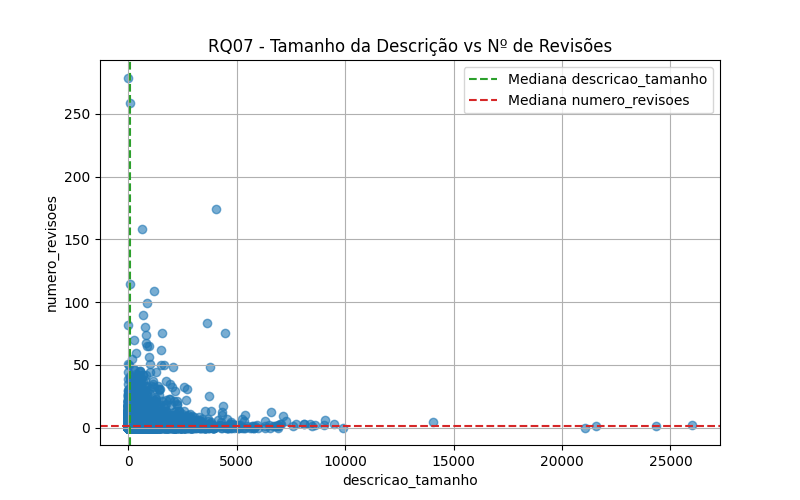 RQ07 - Tamanho da Descrição vs Nº de Revisões
Mediana descricao_tamanho
Mediana numero_revisoes
numero_revisoes
250
200
150
100
50
0
0 5000 10000 15000 20000 25000
descricao_tamanho